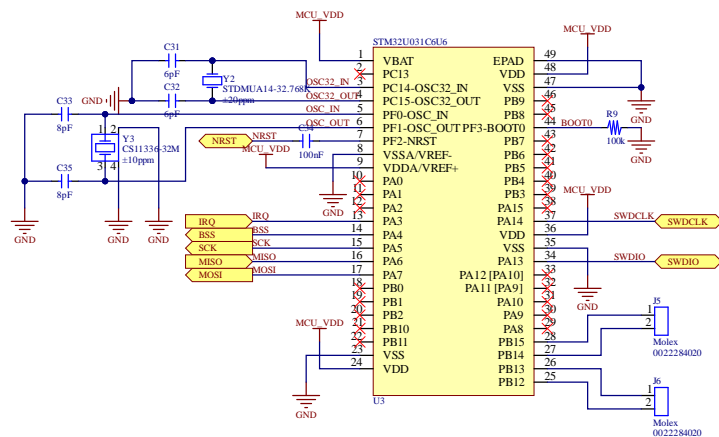 MCU_VDD
MCU_VDD
STM32U031C6U6
C31
6pF
C32
6pF
Y2
STDMUA14-32.768K
±20ppm
GND
OSC32_IN
OSC32_OUT
OSC_IN
OSC_OUT
C33
8pF
Y3
CS11336-32M
±10ppm
1 2
3 4
C35
8pF
NRST
NRST
100nF
MCU_VDD
GND
GND
GND
GND
1 VBAT
2 PC13
3 PC14-OSC32_IN
4 PC15-OSC32_OUT
5 PF0-OSC_IN
6 PF1-OSC_OUT
7 PF2-NRST
8 VSSA/VREF-
9 VDDA/VREF+
10 PA0
11 PA1
12 PA2
13 PA3
14 PA4
15 PA5
16 PA6
17 PA7
18 PB0
19 PB1
20 PB2
21 PB10
22 PB11
23 VSS
24 VDD
IRQ IRQ
BSS BSS
SCK SCK
MISO MISO
MOSI MOSI
MCU_VDD
GND
U3
EPAD 49
VDD 48
VSS 47
PB9 46
PB8 45
PF3-BOOT0 44
PB7 43
PB6 42
PB5 41
PB4 40
PB3 39
PA15 38
PA14 37
VDD 36
VSS 35
PA13 34
PA12 [PA10] 33
PA11 [PA9] 32
PA10 31
PA9 30
PA8 29
PB15 28
PB14 27
PB13 26
PB12 25
GND
BOOT0
R9
100k
GND
MCU_VDD
SWDCLK SWDCLK
SWDIO SWDIO
GND
J5
1
2
Molex
0022284020
J6
1
2
Molex
0022284020